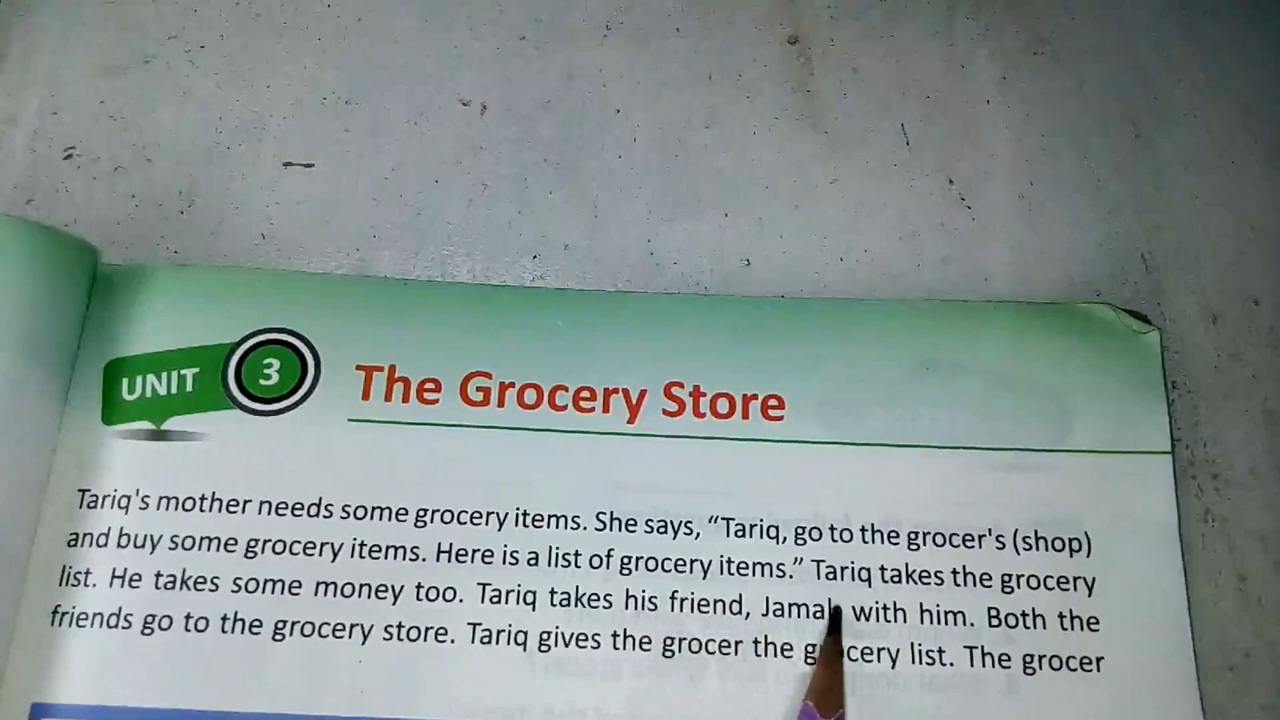 UNIT 3
The Grocery Store
Tariq's mother needs some grocery items. She says, “Tariq, go to the grocer's (shop)
and buy some grocery items. Here is a list of grocery items.” Tariq takes the grocery
list. He takes some money too. Tariq takes his friend, Jamal with him. Both the
friends go to the grocery store. Tariq gives the grocer the grocery list. The grocer